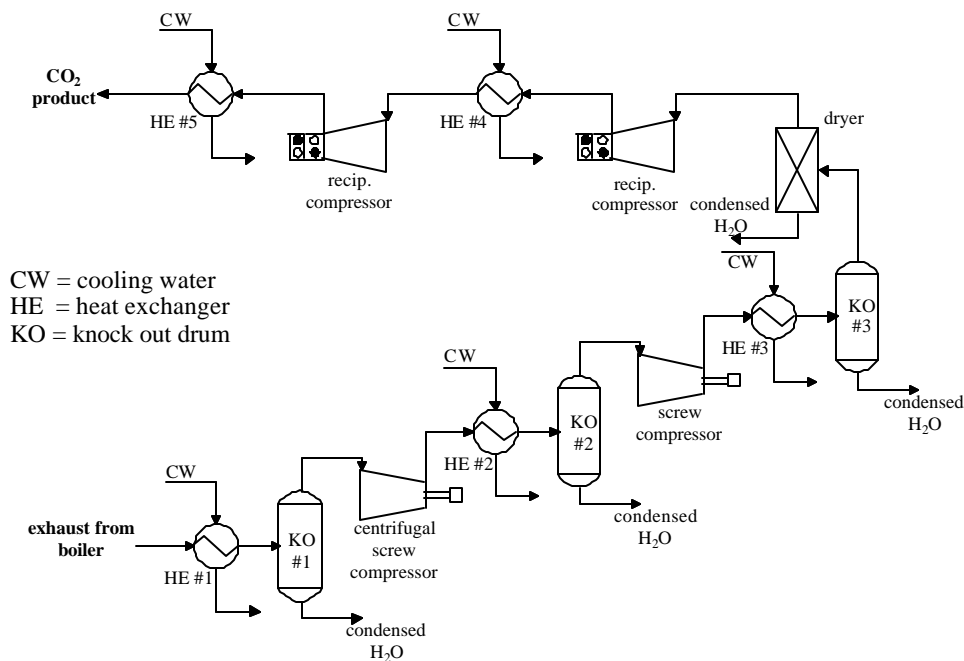 CW
CW
CO₂
product
HE #5
HE #4
dryer
recip.
compressor
recip.
compressor
condensed
H₂O
CW
CW = cooling water
HE = heat exchanger
KO = knock out drum
KO
#3
HE #3
CW
condensed
H₂O
screw
compressor
KO
#2
HE #2
CW
condensed
H₂O
exhaust from
boiler
KO
#1
centrifugal
screw
compressor
HE #1
condensed
H₂O